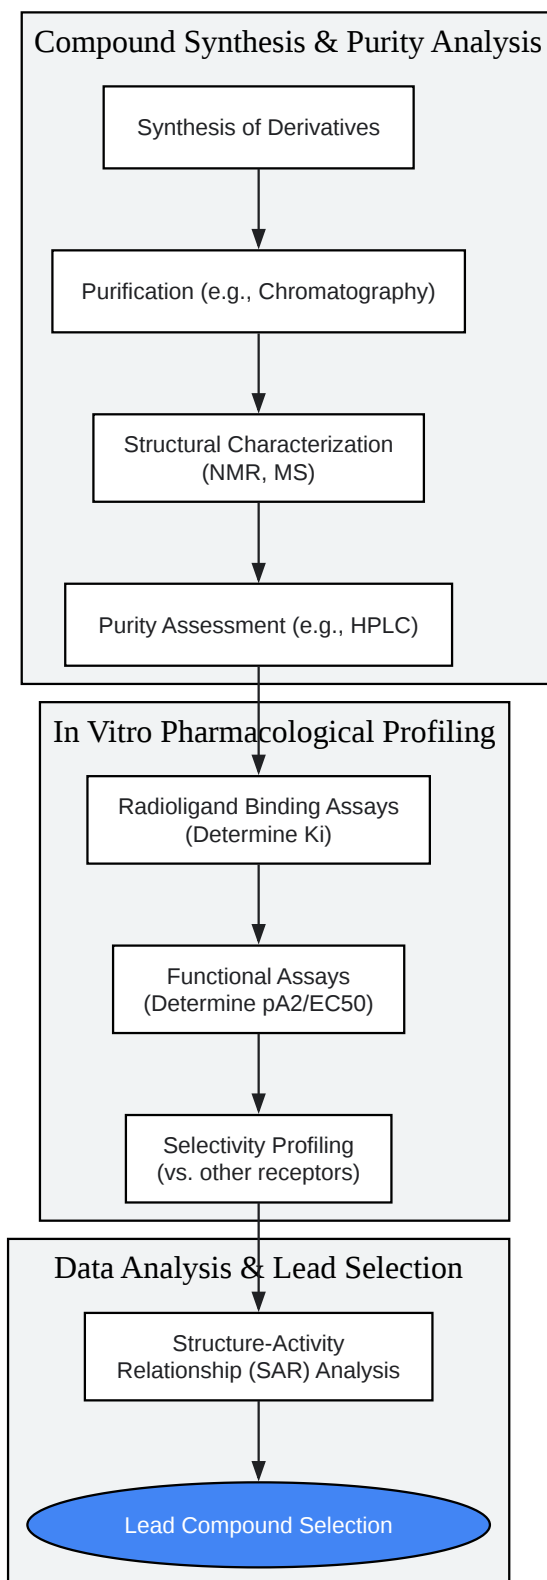 Compound Synthesis & Purity Analysis
Synthesis of Derivatives
Purification (e.g., Chromatography)
Structural Characterization
(NMR, MS)
Purity Assessment (e.g., HPLC)
In Vitro Pharmacological Profiling
Radioligand Binding Assays
(Determine Ki)
Functional Assays
(Determine pA2/EC50)
Selectivity Profiling
(vs. other receptors)
Data Analysis & Lead Selection
Structure-Activity
Relationship (SAR) Analysis
Lead Compound Selection